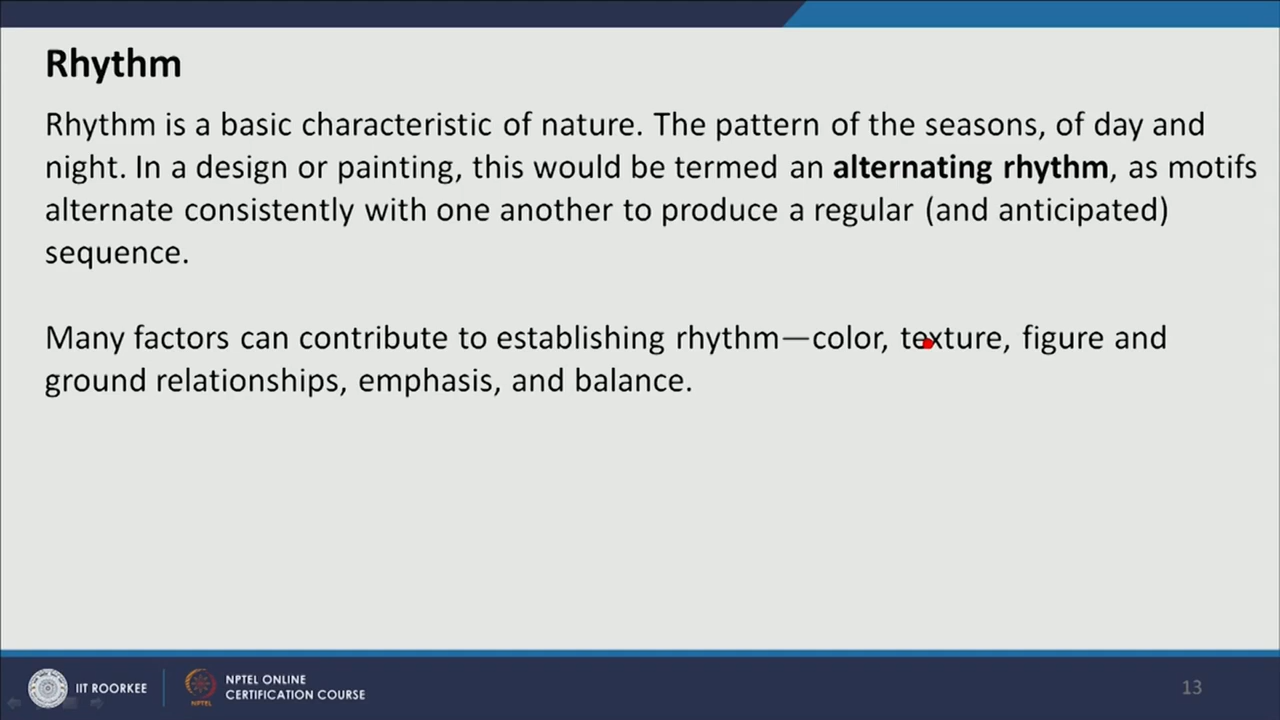 Rhythm
Rhythm is a basic characteristic of nature. The pattern of the seasons, of day and
night. In a design or painting, this would be termed an alternating rhythm, as motifs
alternate consistently with one another to produce a regular (and anticipated)
sequence.
Many factors can contribute to establishing rhythm—color, texture, figure and
ground relationships, emphasis, and balance.
IIT ROORKEE
NPTEL
NPTEL ONLINE
CERTIFICATION COURSE
13